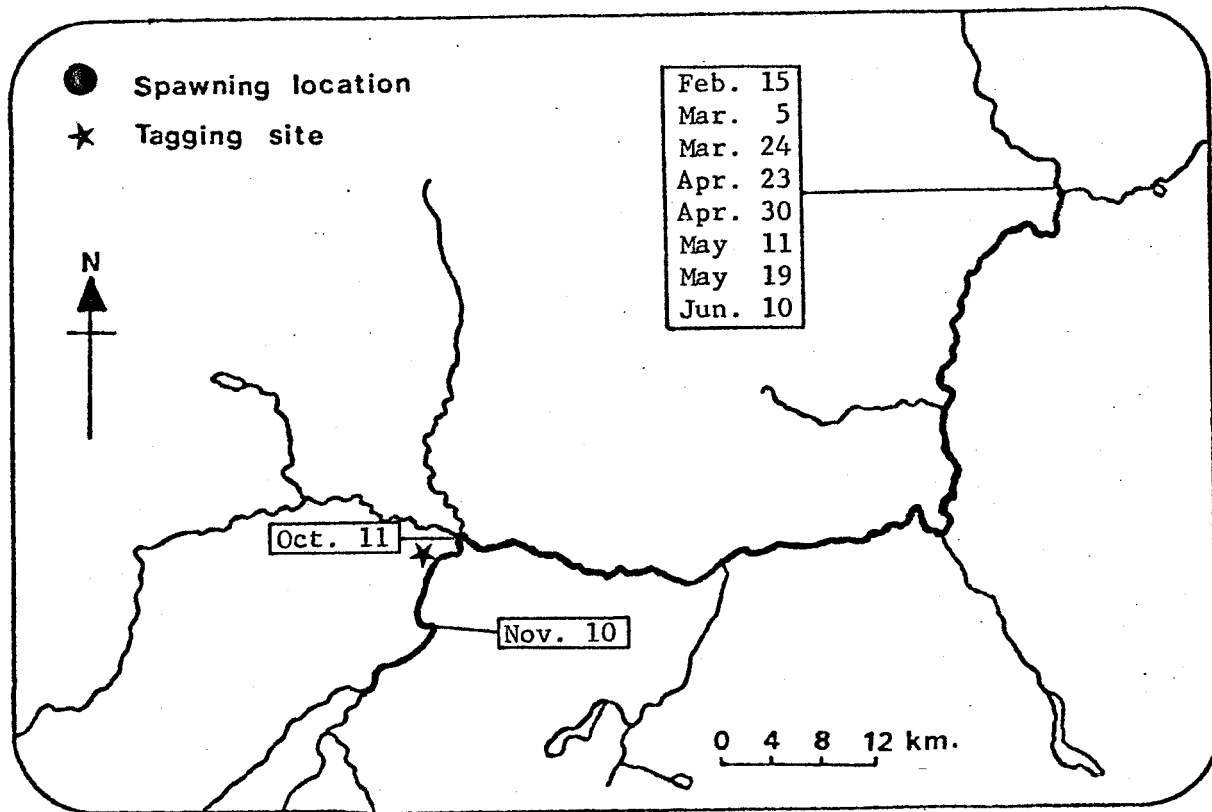 Spawning location
Tagging site
Feb. 15
Mar. 5
Mar. 24
Apr. 23
Apr. 30
May 11
May 19
Jun. 10
N
Oct. 11
Nov. 10
0 4 8 12 km.